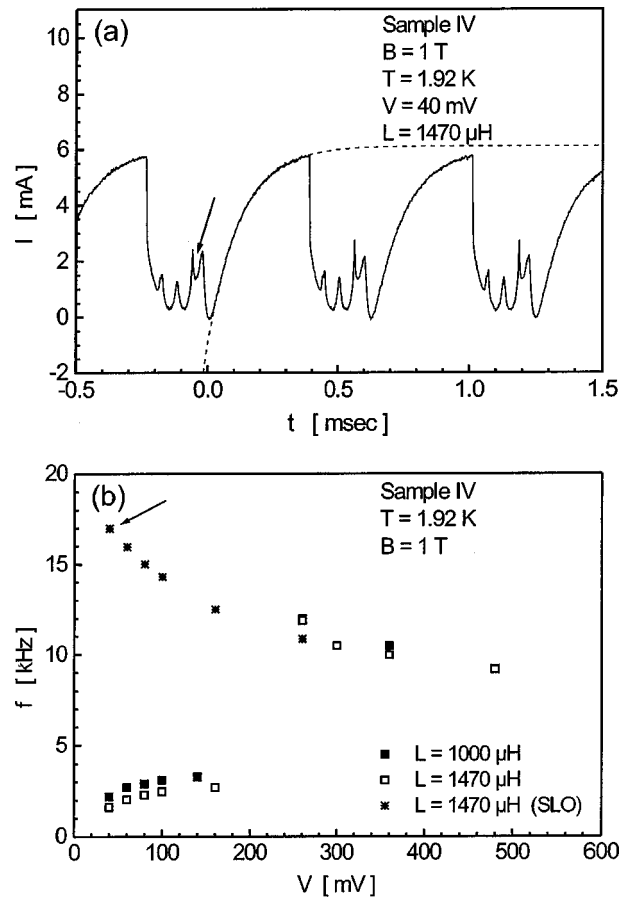 (a)
Sample IV
B = 1 T
T = 1.92 K
V = 40 mV
L = 1470 µH
10
8
6
4
2
0
-2
I [ mA]
-0.5 0.0 0.5 1.0 1.5
t [ msec]
(b)
Sample IV
T = 1.92 K
B = 1 T
20
15
10
5
0
f [kHz]
L = 1000 µH
L = 1470 µH
L = 1470 µH (SLO)
0 100 200 300 400 500 600
V [ mV]